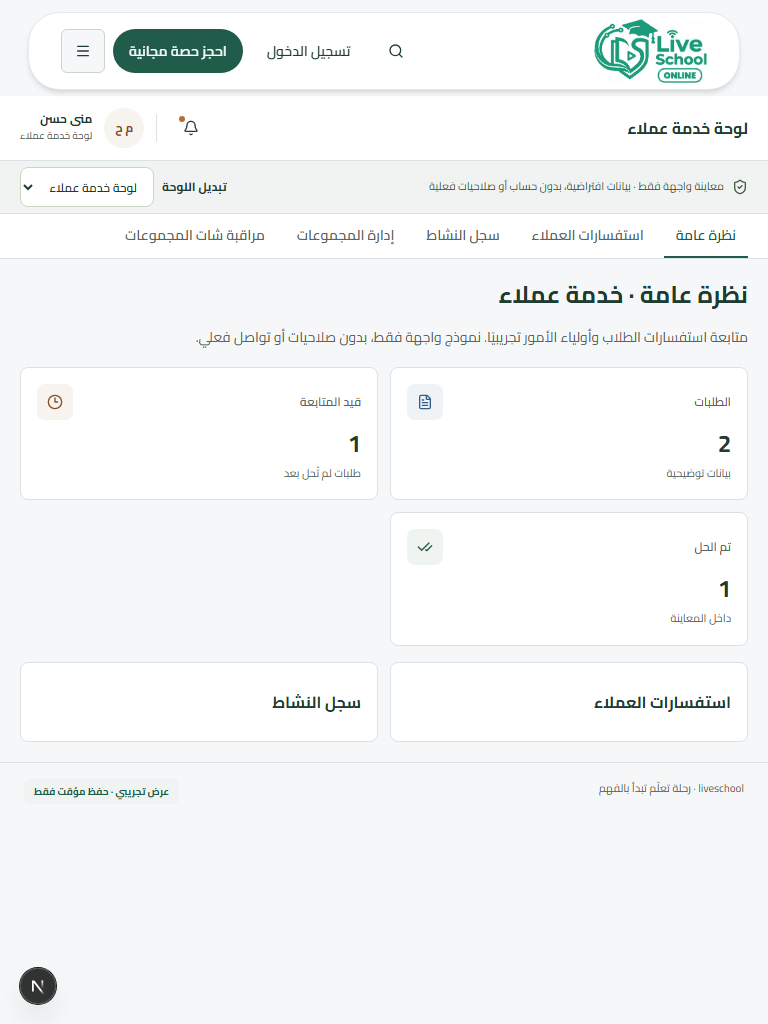 Live
School
ONLINE
تسجيل الدخول
احجز حصة مجانية
لوحة خدمة عملاء
م ح
منى حسن
لوحة خدمة عملاء
معاينة واجهة فقط · بيانات افتراضية، بدون حساب أو صلاحيات فعلية
تبديل اللوحة
لوحة خدمة عملاء
نظرة عامة
استفسارات العملاء
سجل النشاط
إدارة المجموعات
مراقبة شات المجموعات
نظرة عامة · خدمة عملاء
متابعة استفسارات الطلاب وأولياء الأمور تجريبيًا. نموذج واجهة فقط، بدون صلاحيات أو تواصل فعلي.
الطلبات
2
بيانات توضيحية
قيد المتابعة
1
طلبات لم تُحل بعد
تم الحل
1
داخل المعاينة
استفسارات العملاء
سجل النشاط
liveschool · رحلة تعلّم تبدأ بالفهم
عرض تجريبي · حفظ مؤقت فقط
N